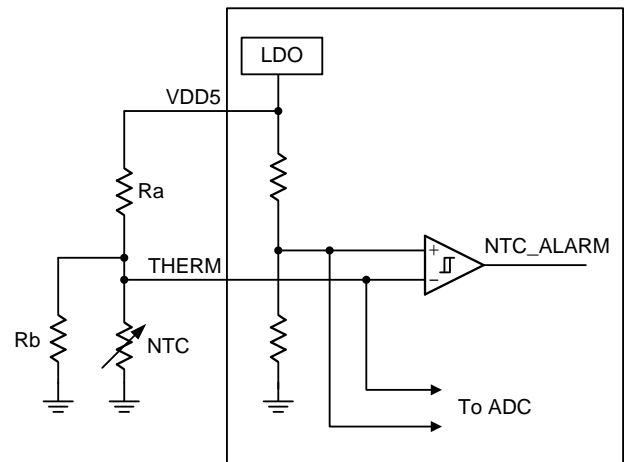 LDO
VDD5
Ra
NTC_ALARM
+
−
THERM
Rb
NTC
To ADC